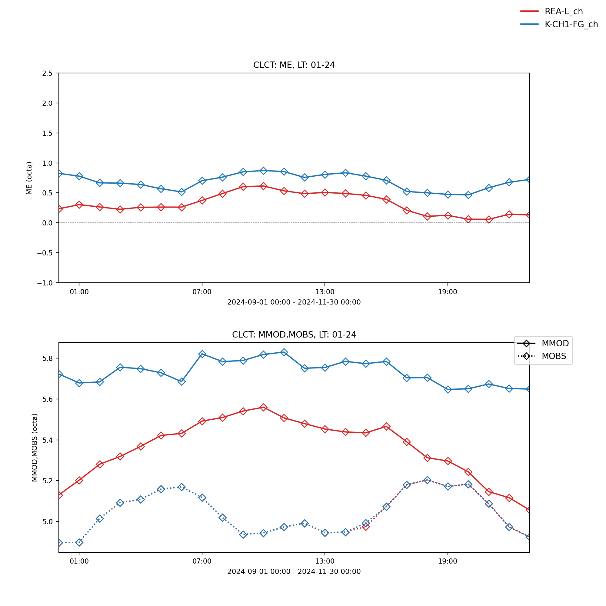 REA-L_ch
K-CH1-FG_ch
CLCT: ME, LT: 01-24
ME (octa)
2.5
2.0
1.5
1.0
0.5
0.0
−0.5
−1.0
01:00 07:00 13:00 19:00
2024-09-01 00:00 - 2024-11-30 00:00
CLCT: MMOD.MOBS, LT: 01-24
MMOD
MOBS
MMOD,MOBS (octa)
5.8
5.6
5.4
5.2
5.0
01:00 07:00 13:00 19:00
2024-09-01 00:00 - 2024-11-30 00:00